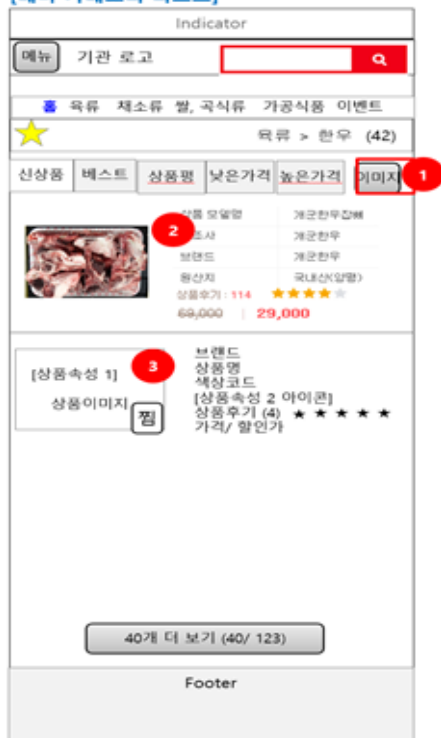 Indicator
메뉴 기관 로고
홈 육류 채소류 쌀,곡식류 가공식품 이벤트
육류 > 한우 (42)
신상품 베스트 상품평 낮은가격 높은가격 이미지 1
상품 모델명
2 조사 개군한우
브랜드 개군한우
원산지 국내산(양평)
상품후기 : 114
69,000 | 29,000
[상품속성 1] 3
상품이미지
찜
브랜드
상품명
색상코드
[상품속성 2 아이콘]
상품후기 (4) ★ ★ ★ ★ ★
가격/ 할인가
40개 더 보기 (40/ 123)
Footer